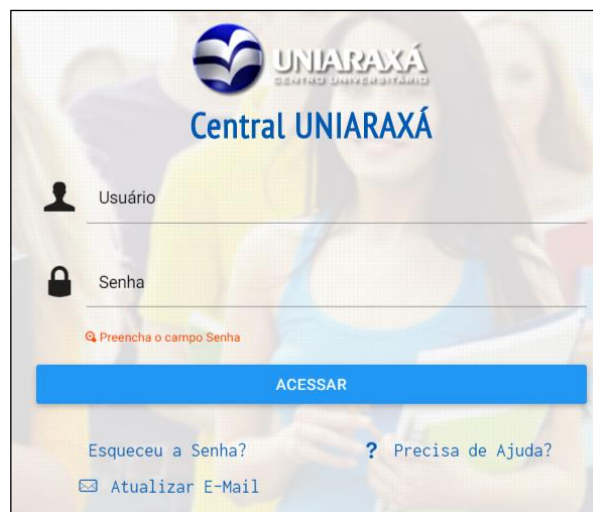 UNIARAXÁ
CENTRO UNIVERSITÁRIO
Central UNIARAXÁ
Usuário
Senha
Preencha o campo Senha
ACESSAR
Esqueceu a Senha?
? Precisa de Ajuda?
Atualizar E-Mail